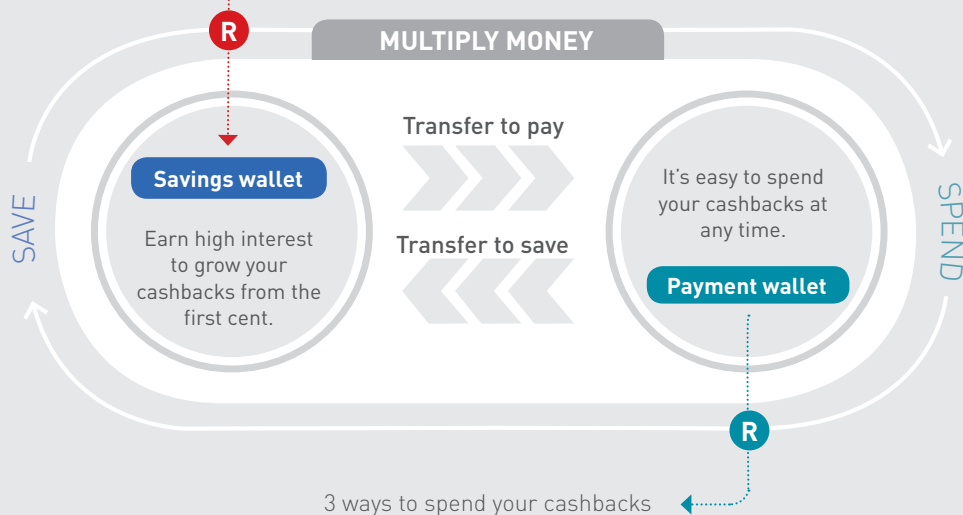 R
MULTIPLY MONEY
SAVE
Savings wallet
Earn high interest
to grow your
cashbacks from the
first cent.
Transfer to pay
Transfer to save
It's easy to spend
your cashbacks at
any time.
Payment wallet
SPEND
R
3 ways to spend your cashbacks